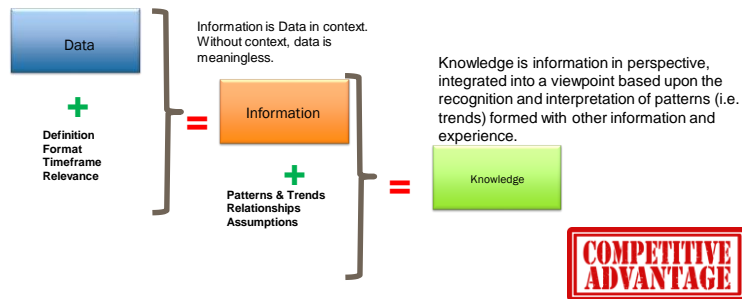 Data
+
Definition
Format
Timeframe
Relevance
=
Information is Data in context.
Without context, data is
meaningless.
Information
+
Patterns & Trends
Relationships
Assumptions
=
Knowledge is information in perspective,
integrated into a viewpoint based upon the
recognition and interpretation of patterns (i.e.
trends) formed with other information and
experience.
Knowledge
COMPETITIVE
ADVANTAGE